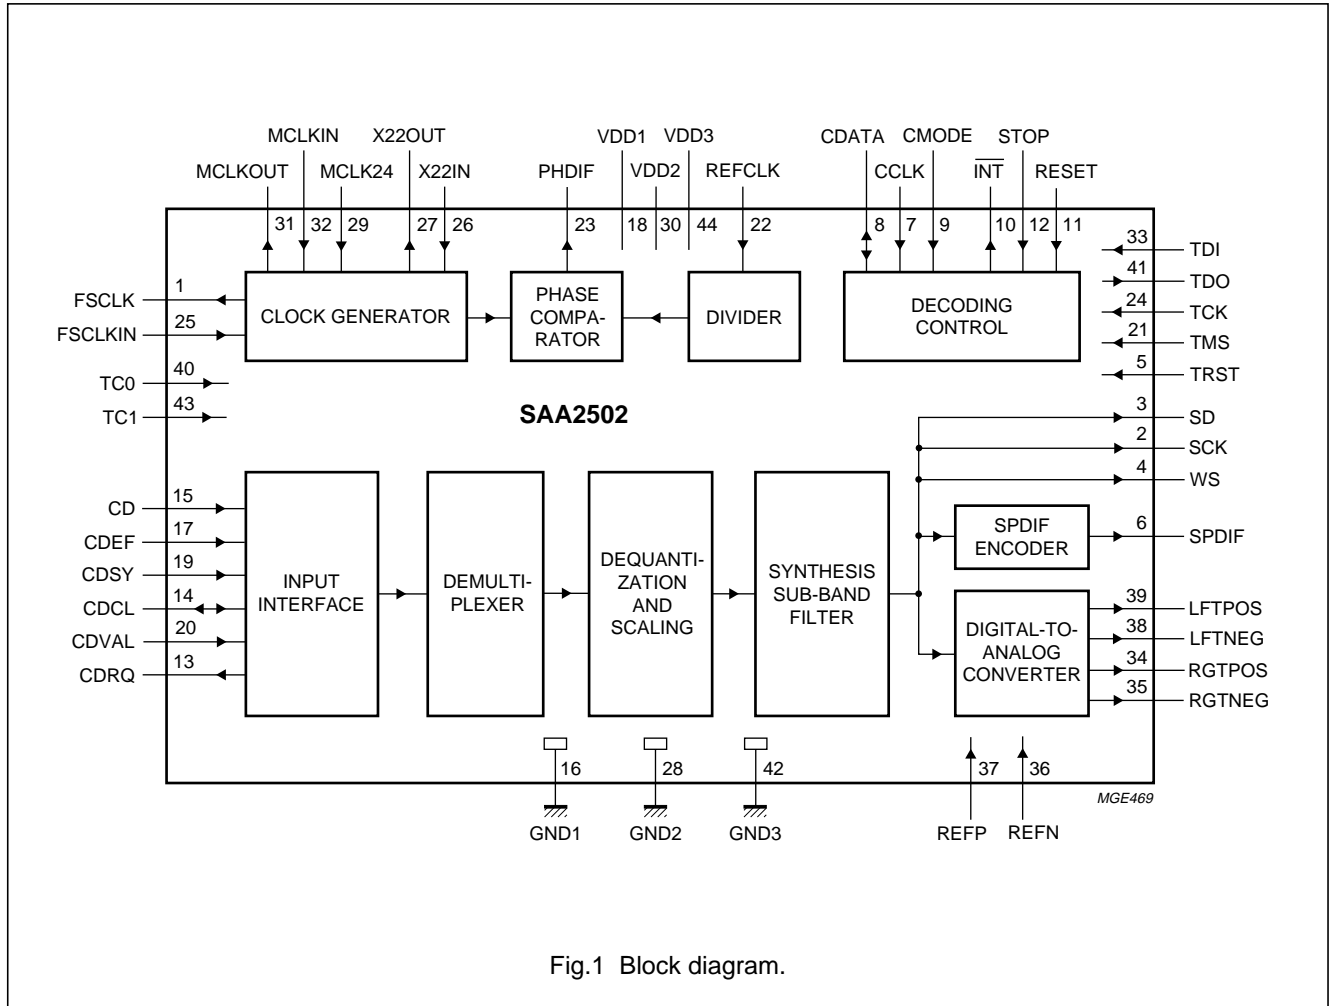 MCLKIN X22OUT VDD1 VDD3 CDATA CMODE STOP
MCLKOUT MCLK24 X22IN PHDIF VDD2 REFCLK CCLK INT RESET
31 32 29 27 26 23 18 30 44 22 8 7 9 10 12 11
33 TDI
41 TDO
24 TCK
21 TMS
5 TRST
FSCLK 1
FSCLKIN 25
CLOCK GENERATOR
PHASE
COMPA-
RATOR
DIVIDER
DECODING
CONTROL
TC0 40
TC1 43
SAA2502
3 SD
2 SCK
4 WS
CD 15
CDEF 17
CDSY 19
CDCL 14
CDVAL 20
CDRQ 13
INPUT
INTERFACE
DEMULTI-
PLEXER
DEQUANTI-
ZATION
AND
SCALING
SYNTHESIS
SUB-BAND
FILTER
SPDIF
ENCODER
6 SPDIF
DIGITAL-TO-
ANALOG
CONVERTER
39 LFTPOS
38 LFTNEG
34 RGTPOS
35 RGTNEG
16 28 42 37 36
GND1 GND2 GND3 REFP REFN
MGE469
Fig.1 Block diagram.